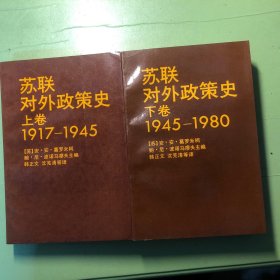 苏联
对外政策史
上卷
1917-1945
[苏]安·安·葛罗米柯
鲍·尼·波诺马廖夫主编
韩正文 沈芜清等译
苏联
对外政策史
下卷
1945-1980
[苏]安·安·葛罗米柯
鲍·尼·波诺马廖夫主编
韩正文 沈芜清等译